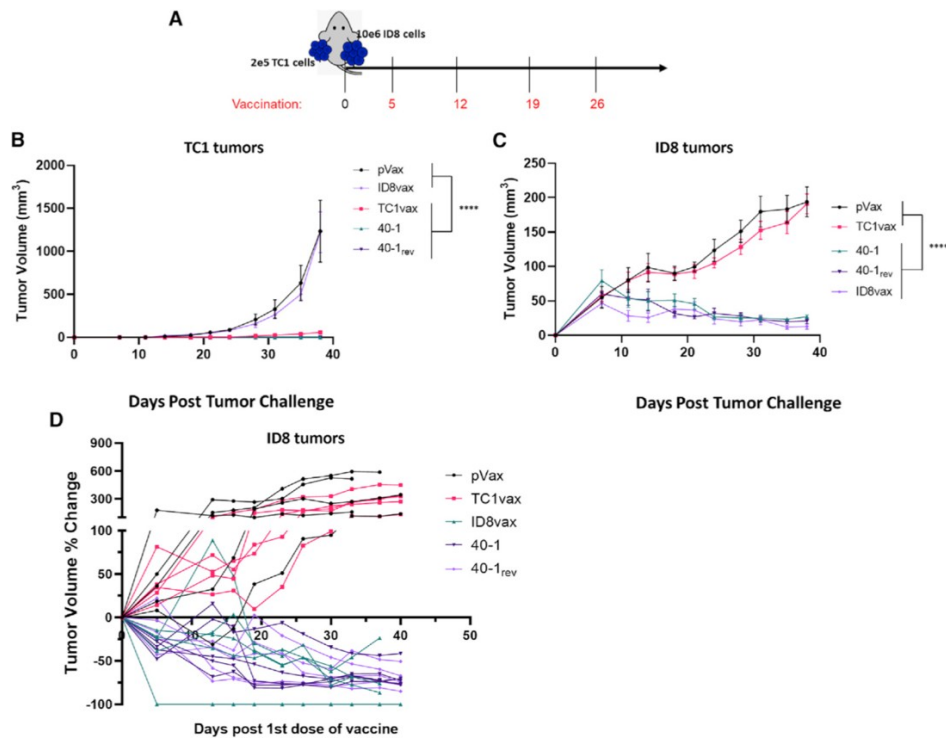 A
10e6 ID8 cells
2e5 TC1 cells
Vaccination: 0 5 12 19 26
B
TC1 tumors
Tumor Volume (mm³)
2000
1500
1000
500
0
0 10 20 30 40
Days Post Tumor Challenge
pVax
ID8vax
TC1vax
40-1
40-1rev
****
C
ID8 tumors
Tumor Volume (mm³)
250
200
150
100
50
0
0 10 20 30 40
Days Post Tumor Challenge
pVax
TC1vax
40-1
40-1rev
ID8vax
****
D
ID8 tumors
Tumor Volume % Change
900
600
300
100
50
0
-50
-100
0 10 20 30 40 50
Days post 1st dose of vaccine
pVax
TC1vax
ID8vax
40-1
40-1rev